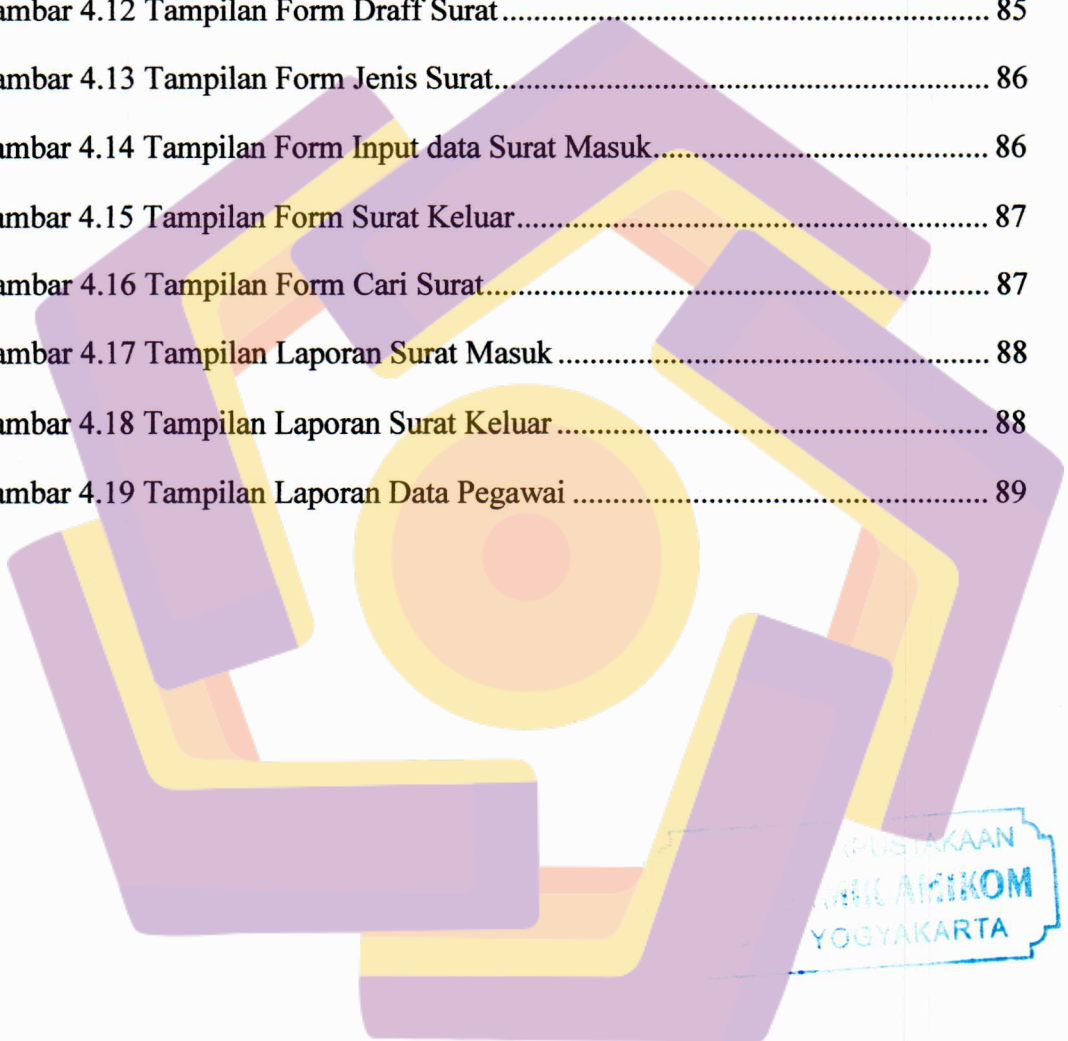 ambar 4.12 Tampilan Form Draff Surat ............................................................... 85
ambar 4.13 Tampilan Form Jenis Surat................................................................ 86
ambar 4.14 Tampilan Form Input data Surat Masuk........................................... 86
ambar 4.15 Tampilan Form Surat Keluar............................................................. 87
ambar 4.16 Tampilan Form Cari Surat................................................................. 87
ambar 4.17 Tampilan Laporan Surat Masuk ........................................................ 88
ambar 4.18 Tampilan Laporan Surat Keluar ........................................................ 88
ambar 4.19 Tampilan Laporan Data Pegawai ...................................................... 89
AMIKOM
YOGYAKARTA